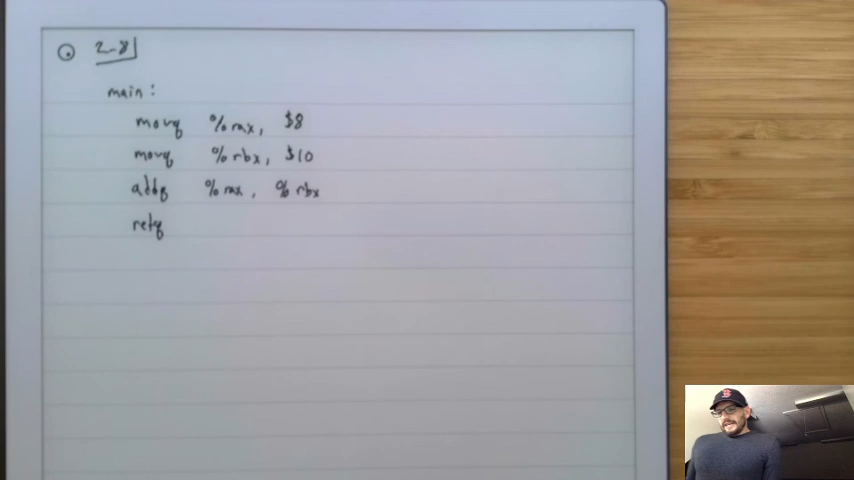 2-8
main:
movq %rax, $8
movq %rbx, $10
addq %rax, %rbx
retq